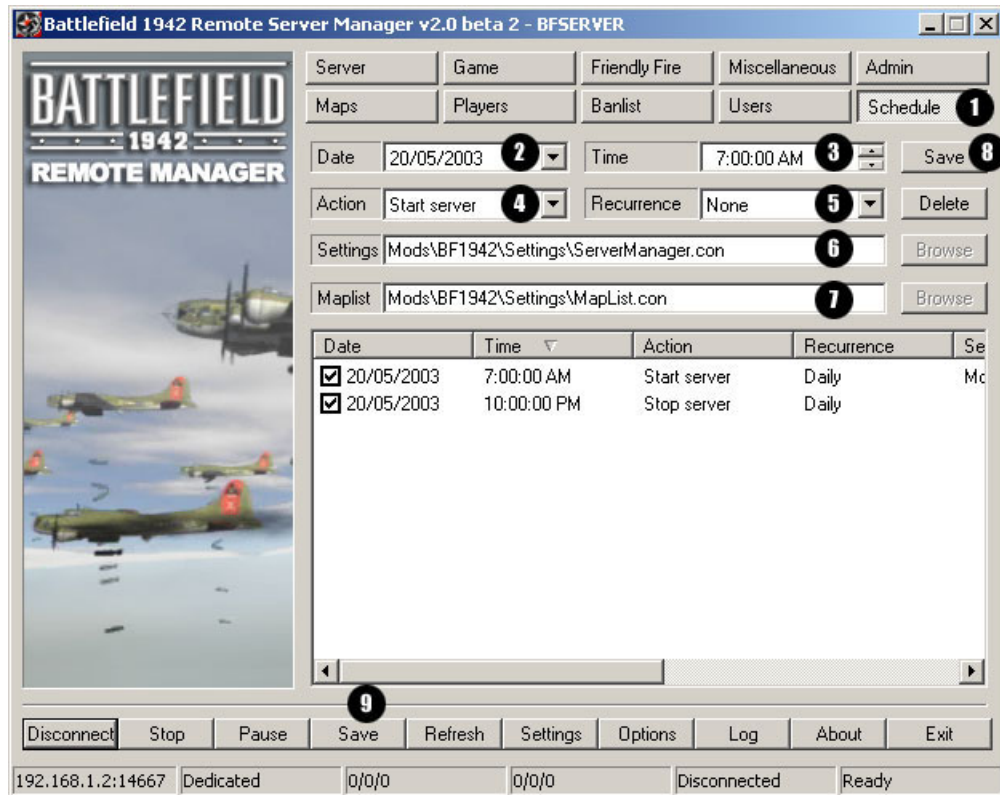 Battlefield 1942 Remote Server Manager v2.0 beta 2 - BFSERVER
BATTLEFIELD
1942
REMOTE MANAGER
Server Game Friendly Fire Miscellaneous Admin
Maps Players Banlist Users Schedule 1
Date 20/05/2003 2 Time 7:00:00 AM 3 Save 8
Action Start server 4 Recurrence None 5 Delete
Settings Mods\BF1942\Settings\ServerManager.con 6 Browse
Maplist Mods\BF1942\Settings\MapList.con 7 Browse
Date Time Action Recurrence Se
20/05/2003 7:00:00 AM Start server Daily Mo
20/05/2003 10:00:00 PM Stop server Daily
9
Disconnect Stop Pause Save Refresh Settings Options Log About Exit
192.168.1.2:14667 Dedicated 0/0/0 0/0/0 Disconnected Ready